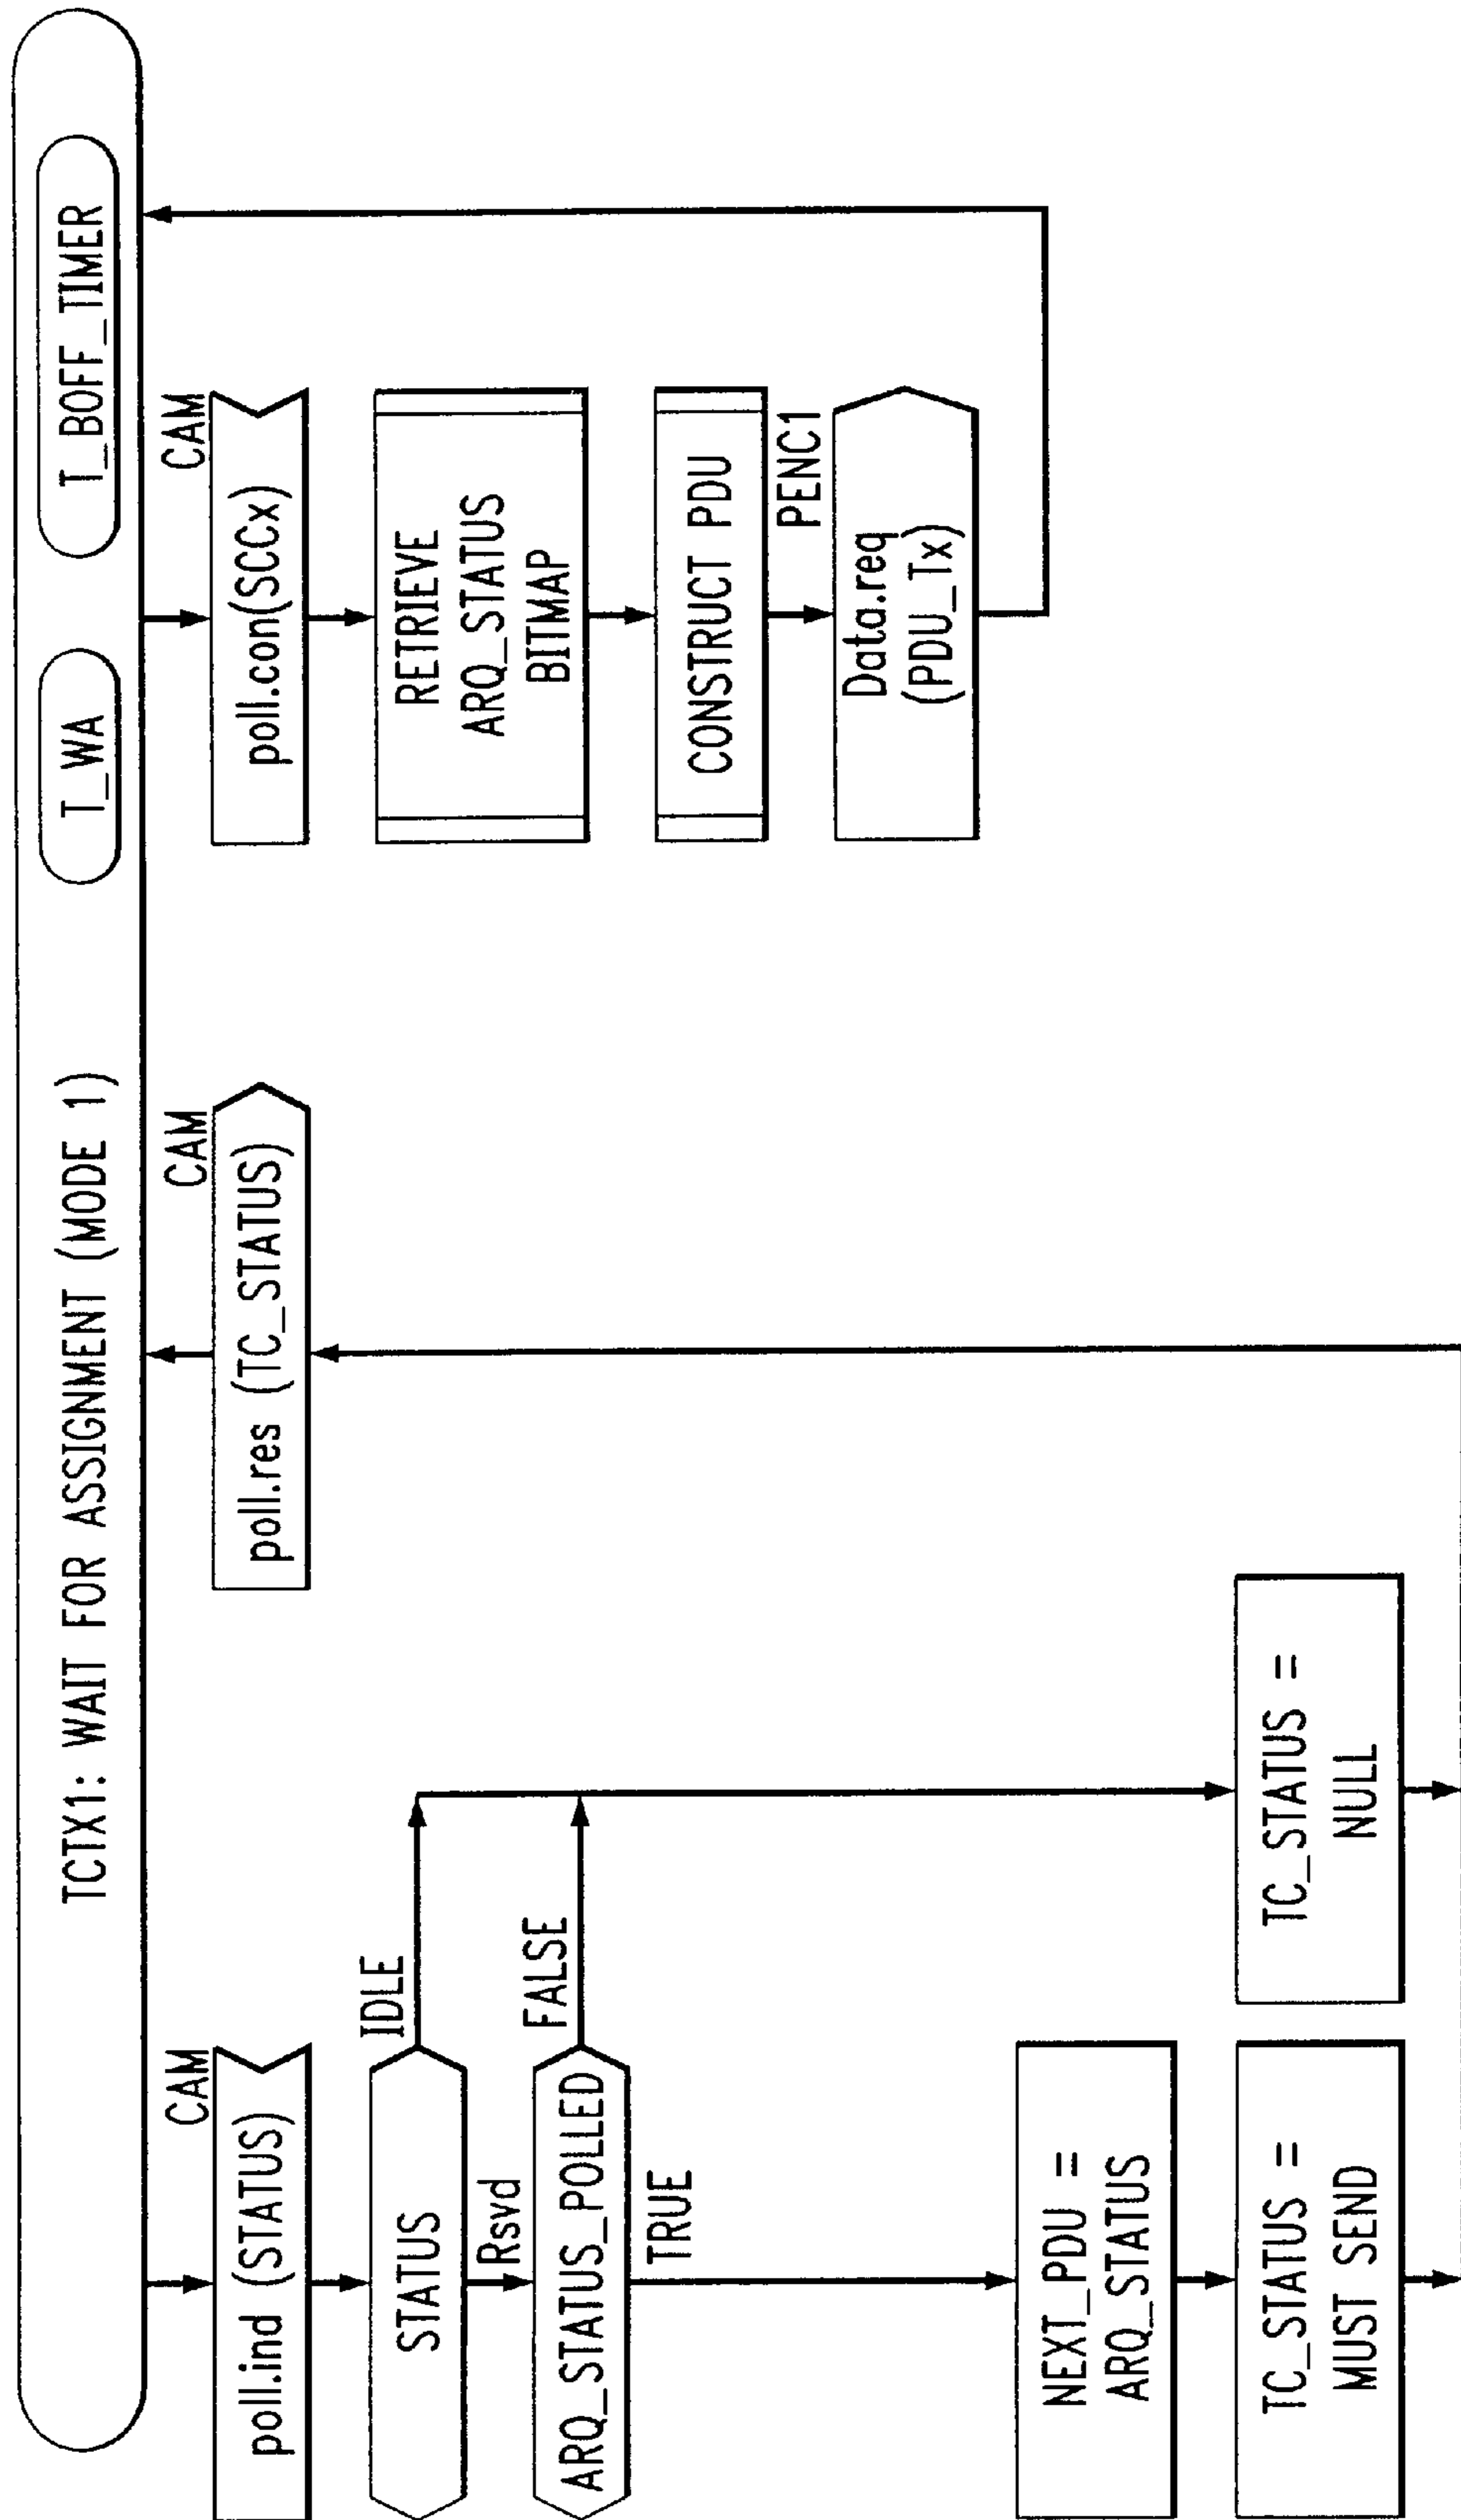 TCTX1: WAIT FOR ASSIGNMENT (MODE 1)
T_WA
T_BOFF_TIMER
CAM
poll.ind (STATUS)
STATUS
IDLE
Rsvd
ARQ_STATUS_POLLED
FALSE
TRUE
NEXT_PDU =
ARQ_STATUS
TC_STATUS =
MUST SEND
TC_STATUS =
NULL
CAM
poll.res (TC_STATUS)
CAM
poll.con(SCCx)
RETRIEVE
ARQ_STATUS
BITMAP
CONSTRUCT PDU
PENC1
Data.req
(PDU_Tx)